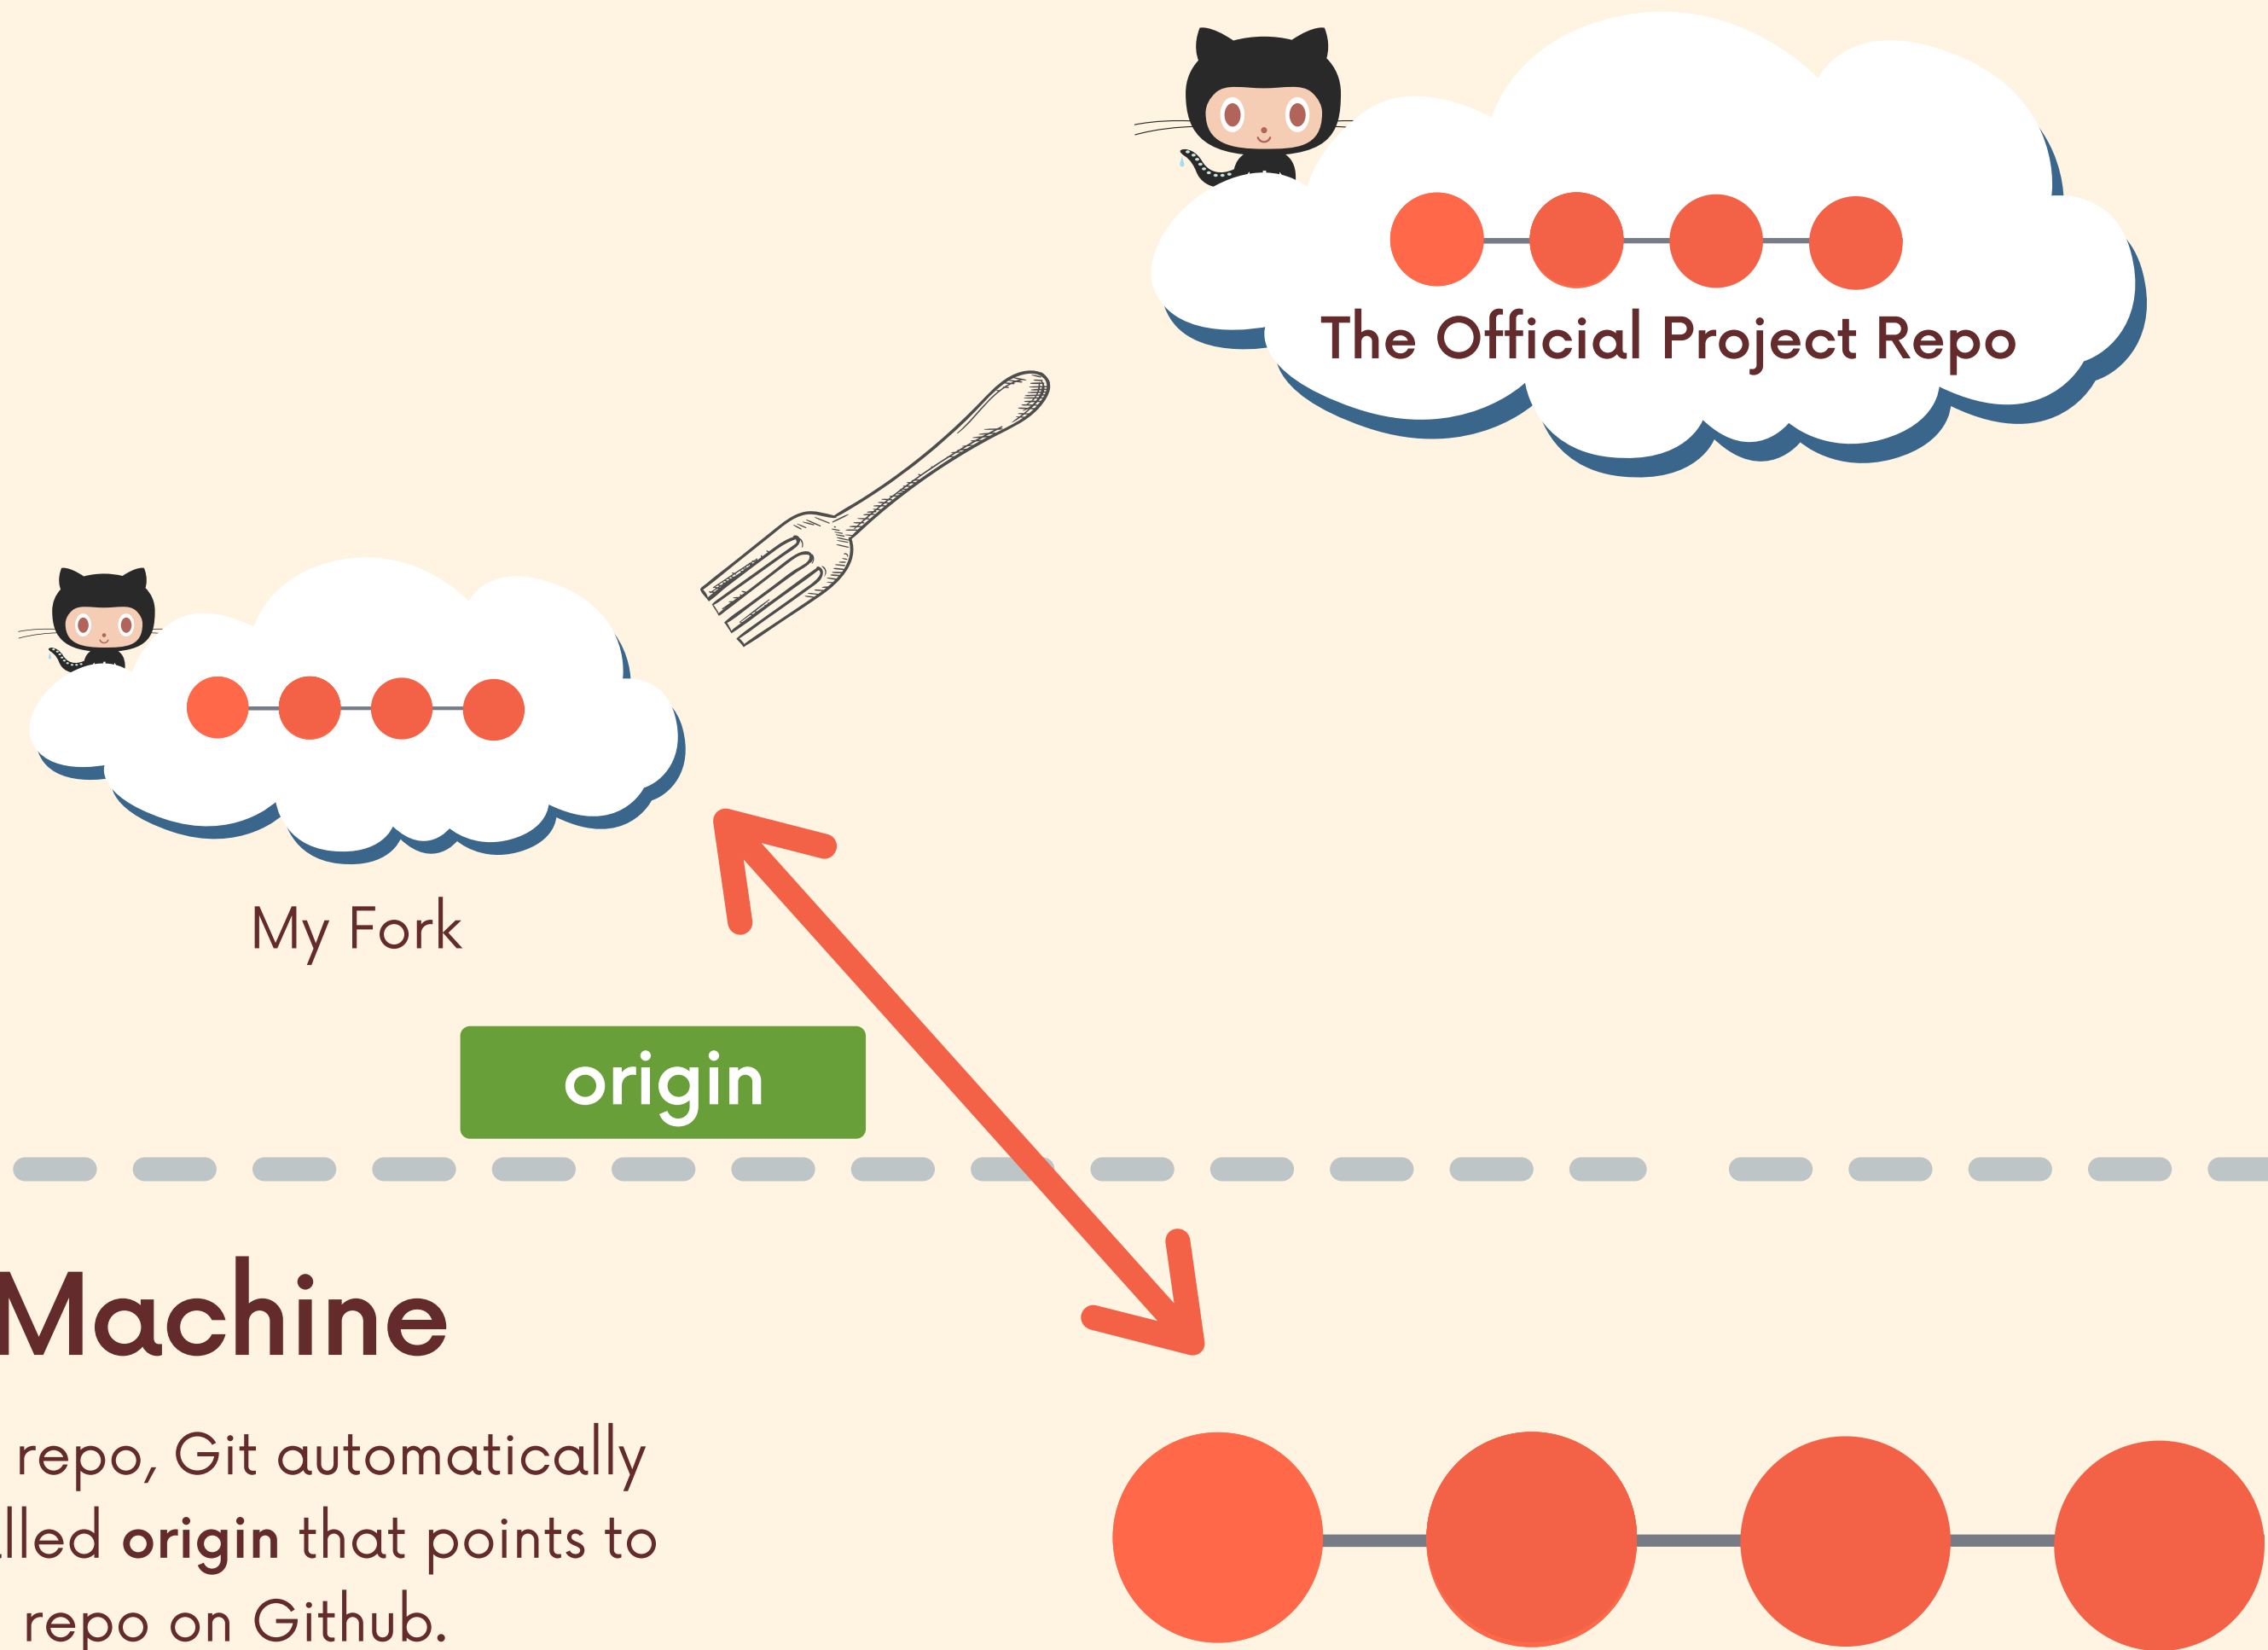 The Official Project Repo
My Fork
origin
Machine
repo, Git automatically
lled origin that points to
repo on Github.